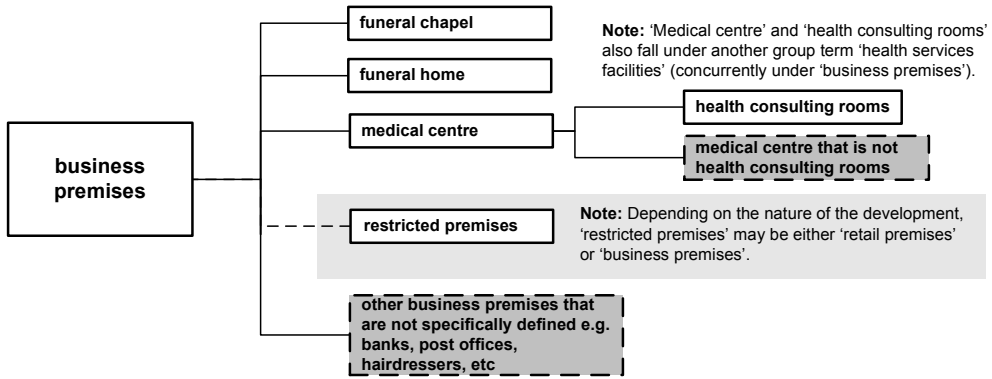 funeral chapel
Note: ‘Medical centre’ and ‘health consulting rooms’
also fall under another group term ‘health services
facilities’ (concurrently under ‘business premises’).
funeral home
medical centre
health consulting rooms
medical centre that is not
health consulting rooms
business
premises
restricted premises
Note: Depending on the nature of the development,
‘restricted premises’ may be either ‘retail premises’
or ‘business premises’.
other business premises that
are not specifically defined e.g.
banks, post offices,
hairdressers, etc